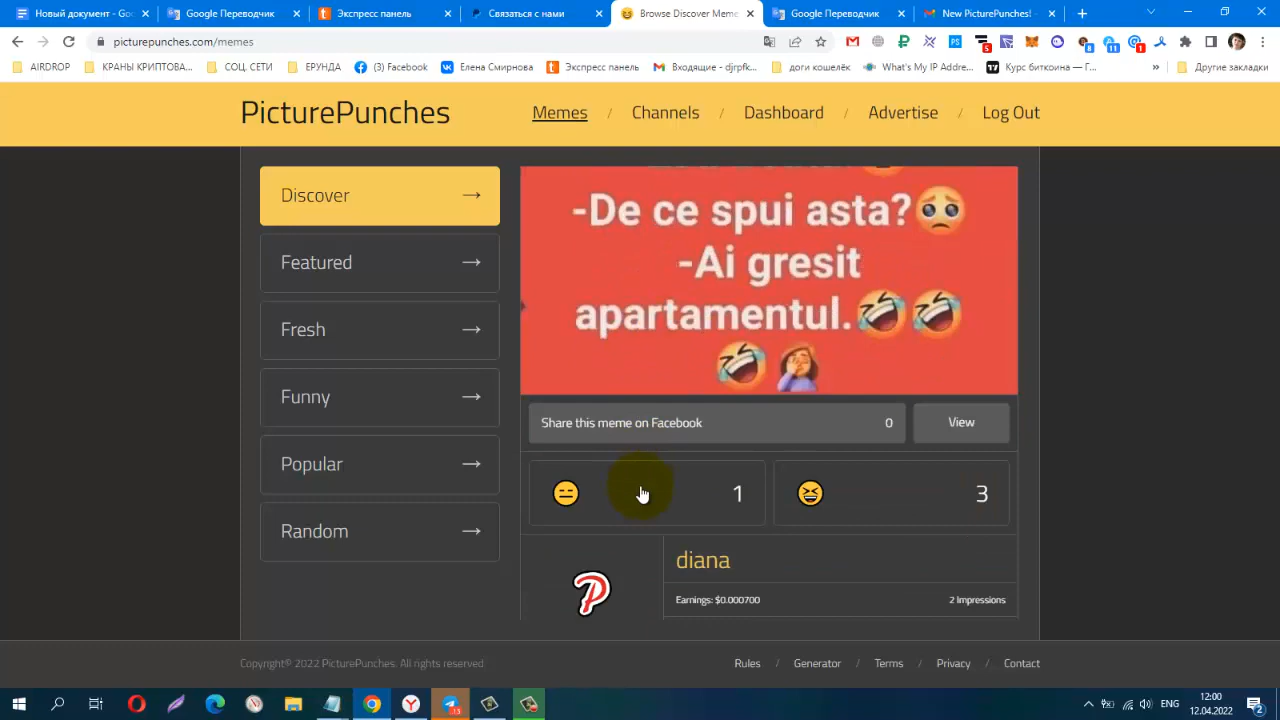 Новый документ - Goo
Google Переводчик
Экспресс панель
Связаться с нами
Browse Discover Meme
Google Переводчик
New PicturePunches! -
picturepunches.com/memes
5
8
11
1
AIRDROP
КРАНЫ КРИПТОВА...
СОЦ. СЕТИ
ЕРУНДА
(3) Facebook
Елена Смирнова
Экспресс панель
Входящие - djrpfk...
доги кошелёк
What's My IP Addre...
Курс биткоина — Г...
»
Другие закладки
PicturePunches
Memes / Channels / Dashboard / Advertise / Log Out
Discover
Featured
Fresh
Funny
Popular
Random
-De ce spui asta?
-Ai gresit
apartamentul.
Share this meme on Facebook 0
View
1
3
diana
Earnings: $0.000700
2 Impressions
Copyright© 2022 PicturePunches. All rights reserved.
Rules / Generator / Terms / Privacy / Contact
ENG
12:00
12.04.2022
2